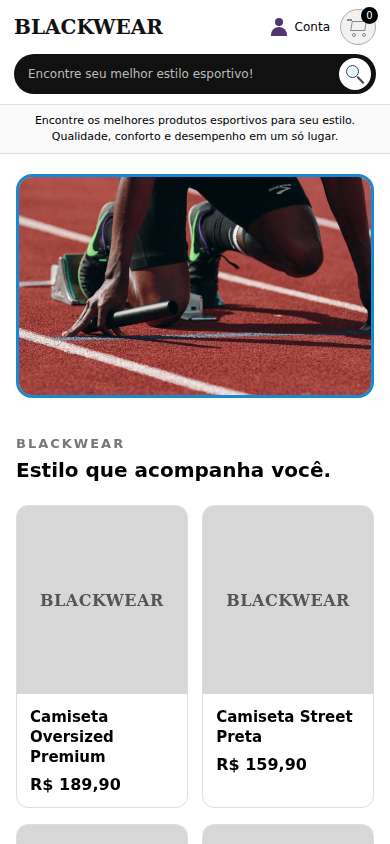 BLACKWEAR
Conta
0
Encontre seu melhor estilo esportivo!
Encontre os melhores produtos esportivos para seu estilo.
Qualidade, conforto e desempenho em um só lugar.
BLACKWEAR
Estilo que acompanha você.
BLACKWEAR
BLACKWEAR
Camiseta
Oversized
Premium
R$ 189,90
Camiseta Street
Preta
R$ 159,90